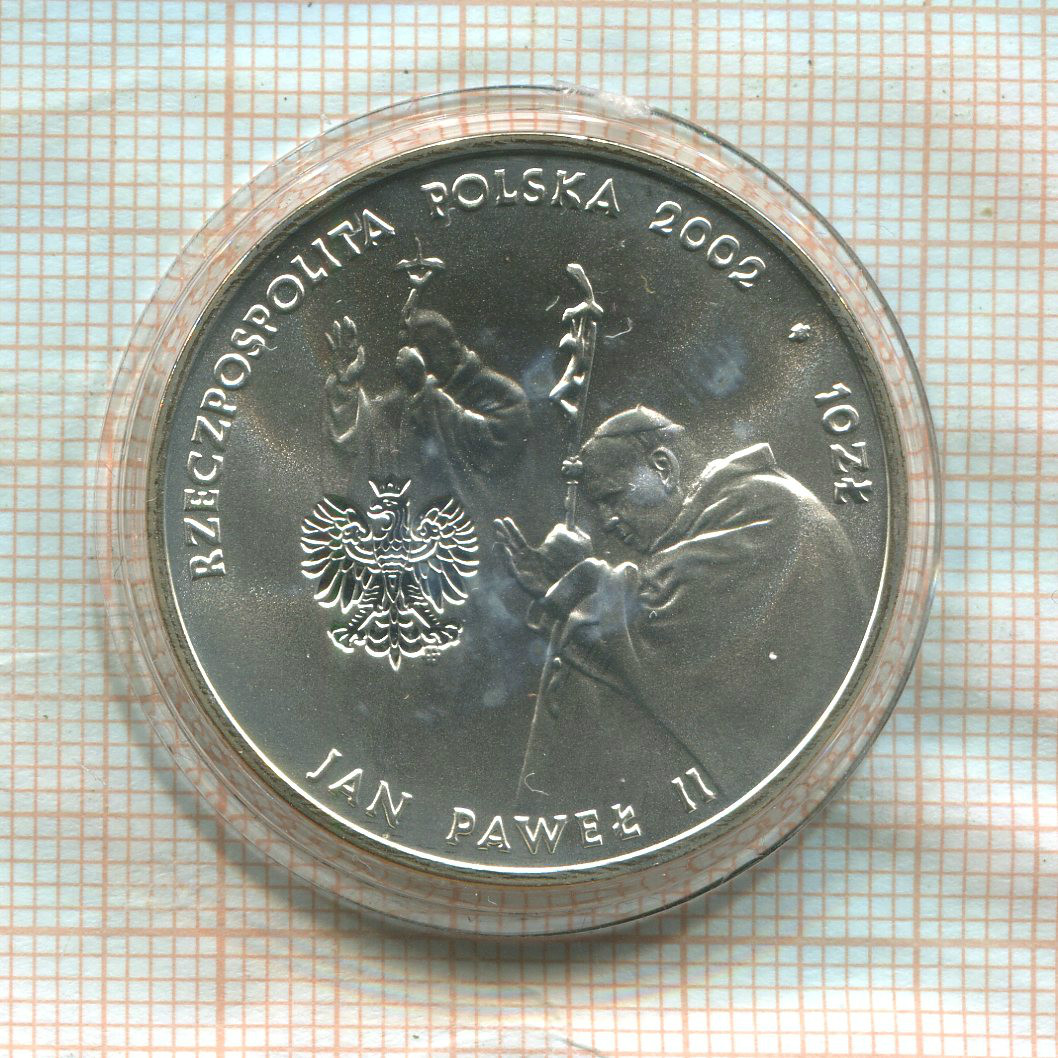 RZECZPOSPOLITA POLSKA 2002 * 10 ZŁ
JAN PAWEŁ II